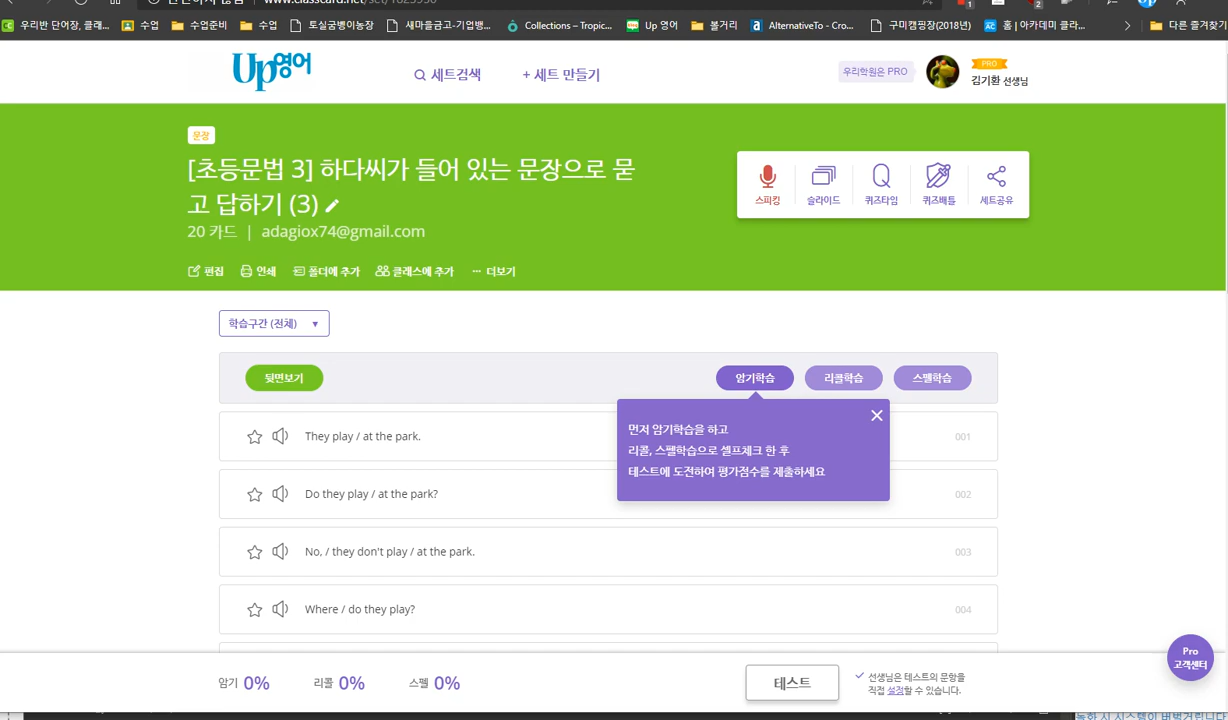 우리반 단어장, 클래... 수업 수업준비 수업 토실굼벵이농장 새마을금고-기업뱅... Collections – Tropic... Up 영어 볼거리 AlternativeTo - Cro... 구미캠핑장(2018년) 홈 | 아카데미 클라... 다른 즐겨찾기
Up영어
세트검색
+ 세트 만들기
우리학원은 PRO
PRO
김기환 선생님
문장
[초등문법 3] 하다씨가 들어 있는 문장으로 묻
고 답하기 (3)
20 카드 | adagiox74@gmail.com
스피킹 슬라이드 퀴즈타임 퀴즈배틀 세트공유
편집 인쇄 폴더에 추가 클래스에 추가 ··· 더보기
학습구간 (전체) ▼
뒷면보기 암기학습 리콜학습 스펠학습
먼저 암기학습을 하고
리콜, 스펠학습으로 셀프체크 한 후
테스트에 도전하여 평가점수를 제출하세요
They play / at the park. 001
Do they play / at the park? 002
No, / they don't play / at the park. 003
Where / do they play? 004
Pro
고객센터
암기 0% 리콜 0% 스펠 0%
테스트
선생님은 테스트의 문항을
직접 설정할 수 있습니다.